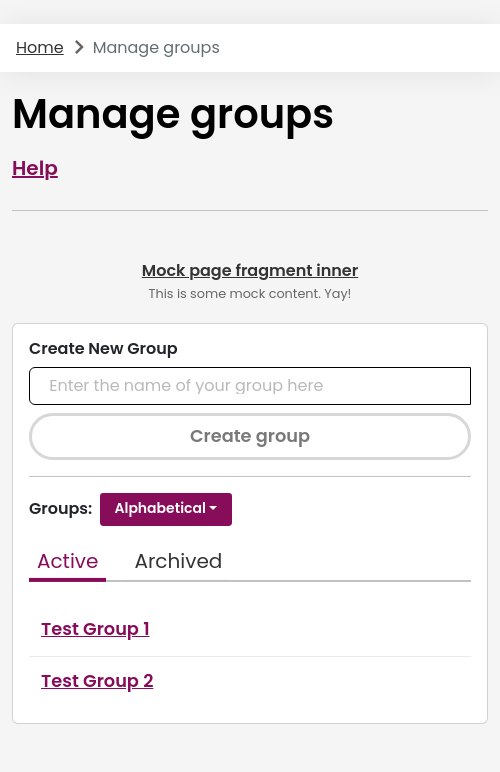 Home Manage groups
Manage groups
Help
Mock page fragment inner
This is some mock content. Yay!
Create New Group
Enter the name of your group here
Create group
Groups: Alphabetical
Active Archived
Test Group 1
Test Group 2